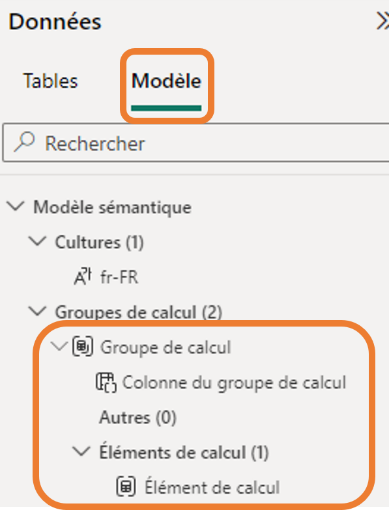 Données
Tables Modèle
Rechercher
Modèle sémantique
Cultures (1)
fr-FR
Groupes de calcul (2)
Groupe de calcul
Colonne du groupe de calcul
Autres (0)
Éléments de calcul (1)
Élément de calcul